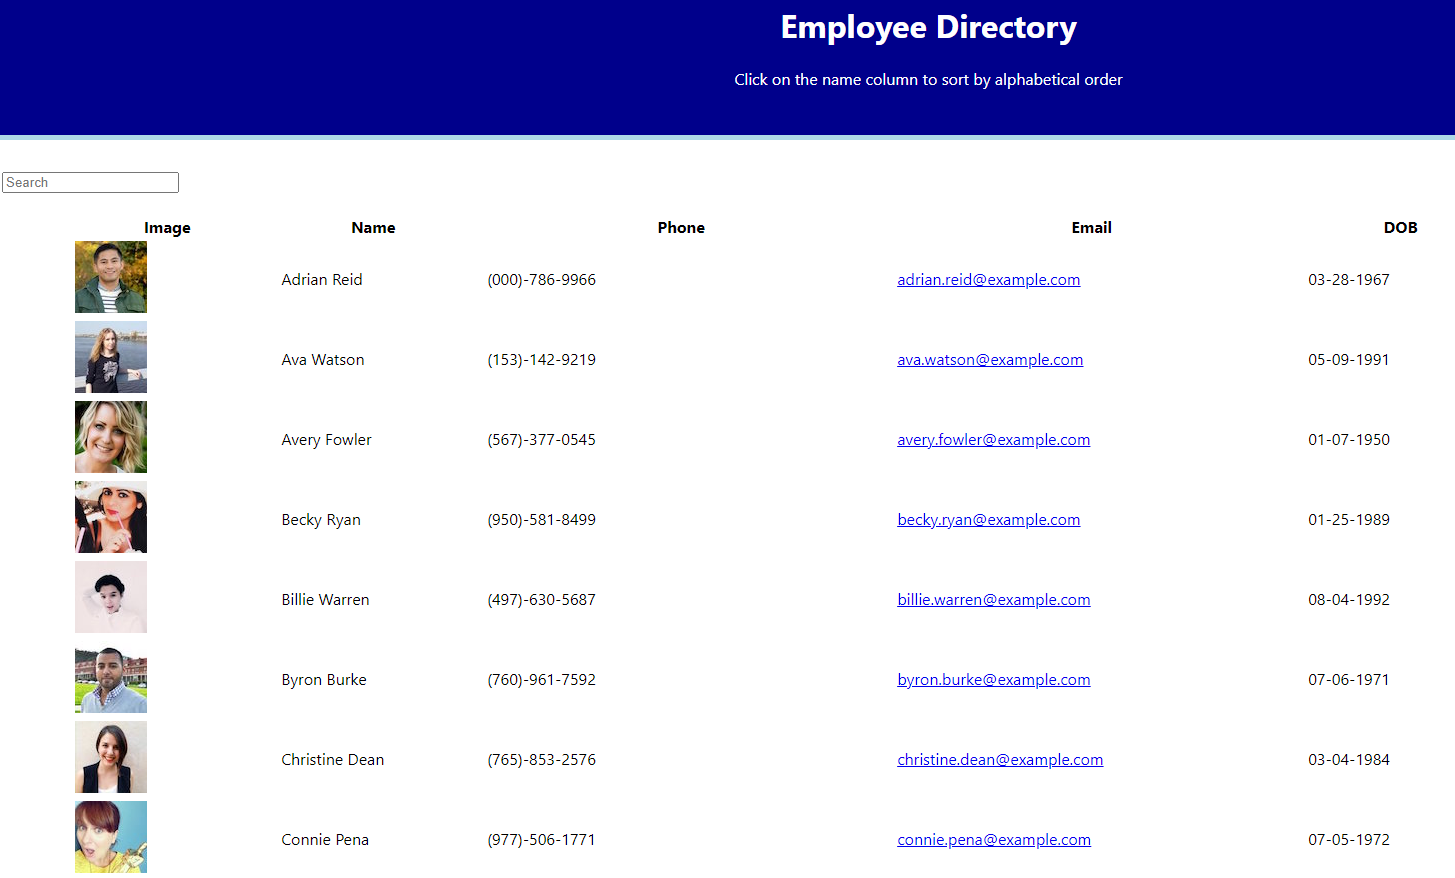 Employee Directory
Click on the name column to sort by alphabetical order
Search
Image Name Phone Email DOB
Adrian Reid (000)-786-9966 adrian.reid@example.com 03-28-1967
Ava Watson (153)-142-9219 ava.watson@example.com 05-09-1991
Avery Fowler (567)-377-0545 avery.fowler@example.com 01-07-1950
Becky Ryan (950)-581-8499 becky.ryan@example.com 01-25-1989
Billie Warren (497)-630-5687 billie.warren@example.com 08-04-1992
Byron Burke (760)-961-7592 byron.burke@example.com 07-06-1971
Christine Dean (765)-853-2576 christine.dean@example.com 03-04-1984
Connie Pena (977)-506-1771 connie.pena@example.com 07-05-1972